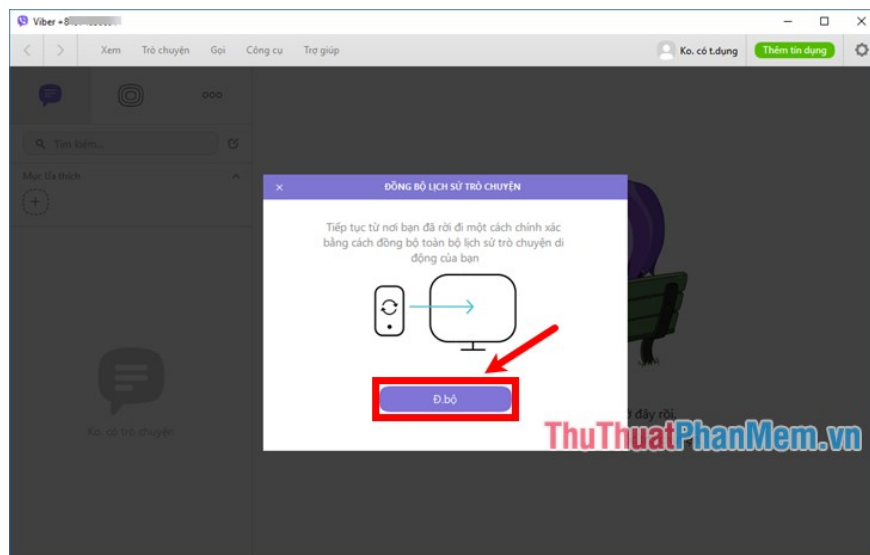 Viber +8
Xem Trò chuyện Gọi Công cụ Trợ giúp Ko. có t.dụng Thêm tín dụng
Tìm kiếm...
Mục ưa thích
ĐỒNG BỘ LỊCH SỬ TRÒ CHUYỆN
Tiếp tục từ nơi bạn đã rời đi một cách chính xác
bằng cách đồng bộ toàn bộ lịch sử trò chuyện di
động của bạn
Đ.bộ
Ko. có trò chuyện
đây rồi.
ThuThuatPhanMem.vn